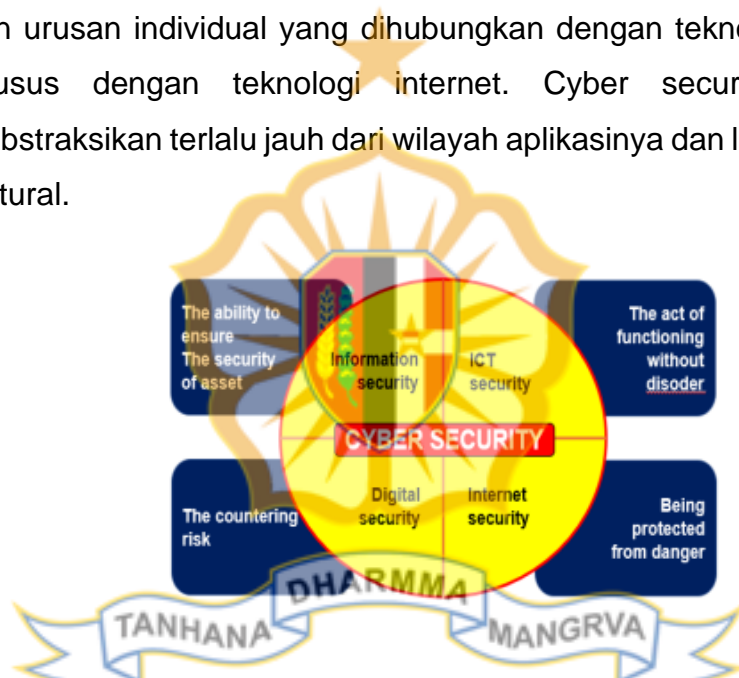 n urusan individual yang dihubungkan dengan tekno
usus dengan teknologi internet. Cyber secur
bstraksikan terlalu jauh dari wilayah aplikasinya dan l
tural.
The ability to
ensure
The security
of asset
The act of
functioning
without
disoder
Information
security
ICT
security
CYBER SECURITY
Digital
security
Internet
security
The countering
risk
Being
protected
from danger
TANHANA DHARMMA MANGRVA